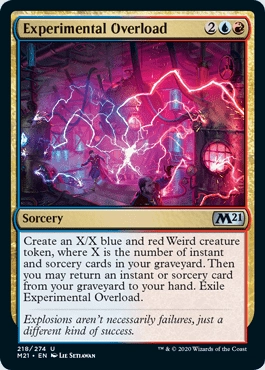 Experimental Overload 2
Sorcery M21
Create an X/X blue and red Weird creature
token, where X is the number of instant
and sorcery cards in your graveyard. Then
you may return an instant or sorcery card
from your graveyard to your hand. Exile
Experimental Overload.
Explosions aren't necessarily failures, just a
different kind of success.
218/274 U
M21 • EN Lie Setiawan
™ & © 2020 Wizards of the Coast